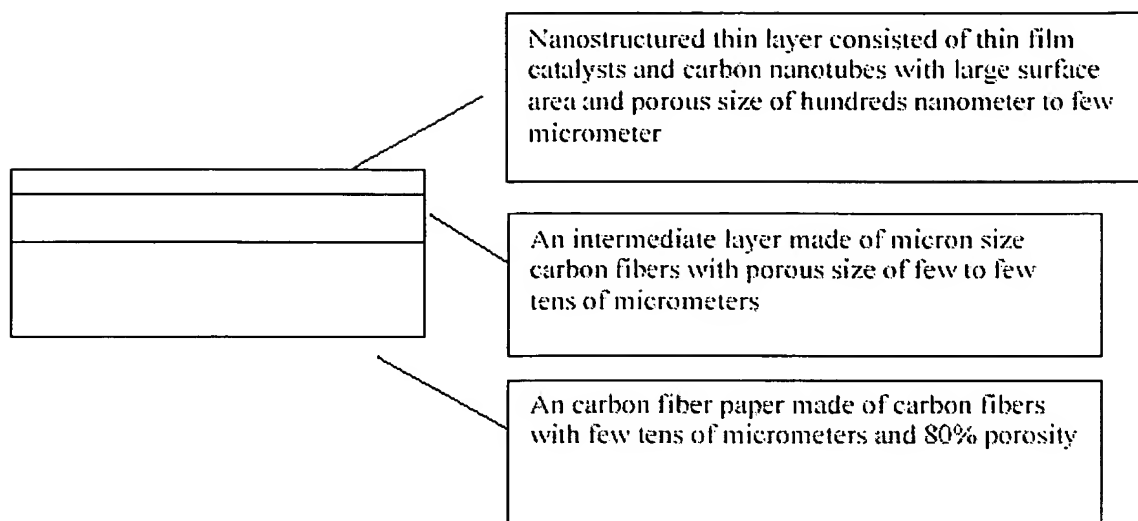 Nanostructured thin layer consisted of thin film
catalysts and carbon nanotubes with large surface
area and porous size of hundreds nanometer to few
micrometer
An intermediate layer made of micron size
carbon fibers with porous size of few to few
tens of micrometers
An carbon fiber paper made of carbon fibers
with few tens of micrometers and 80% porosity